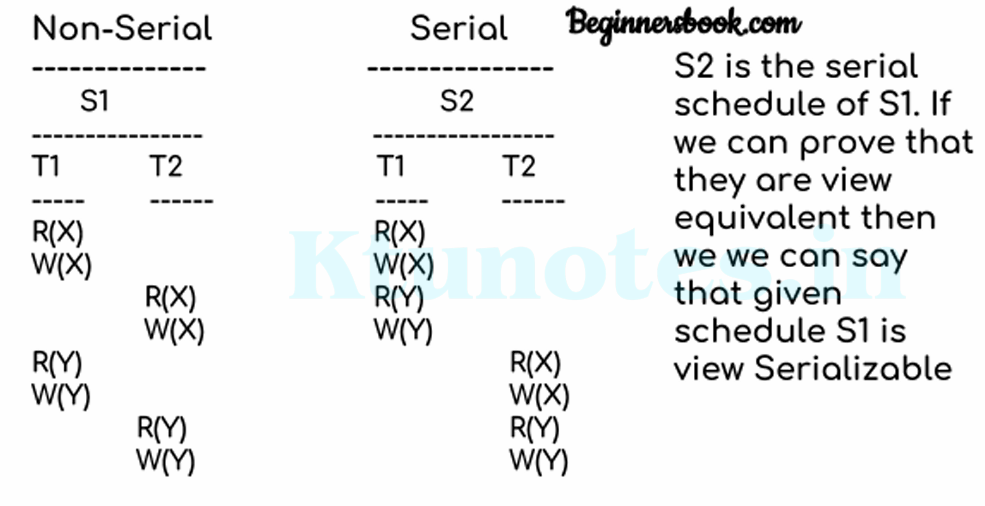 Non-Serial Serial Beginnersbook.com
-------------- ---------------
S1 S2
---------------- ----------------
T1 T2 T1 T2
----- ------ ----- ------
R(X) R(X)
W(X) W(X)
R(X) R(Y)
W(X) W(Y)
R(Y) R(X)
W(Y) W(X)
R(Y) R(Y)
W(Y) W(Y)
S2 is the serial
schedule of S1. If
we can prove that
they are view
equivalent then
we we can say
that given
schedule S1 is
view Serializable
Ktunotes.in